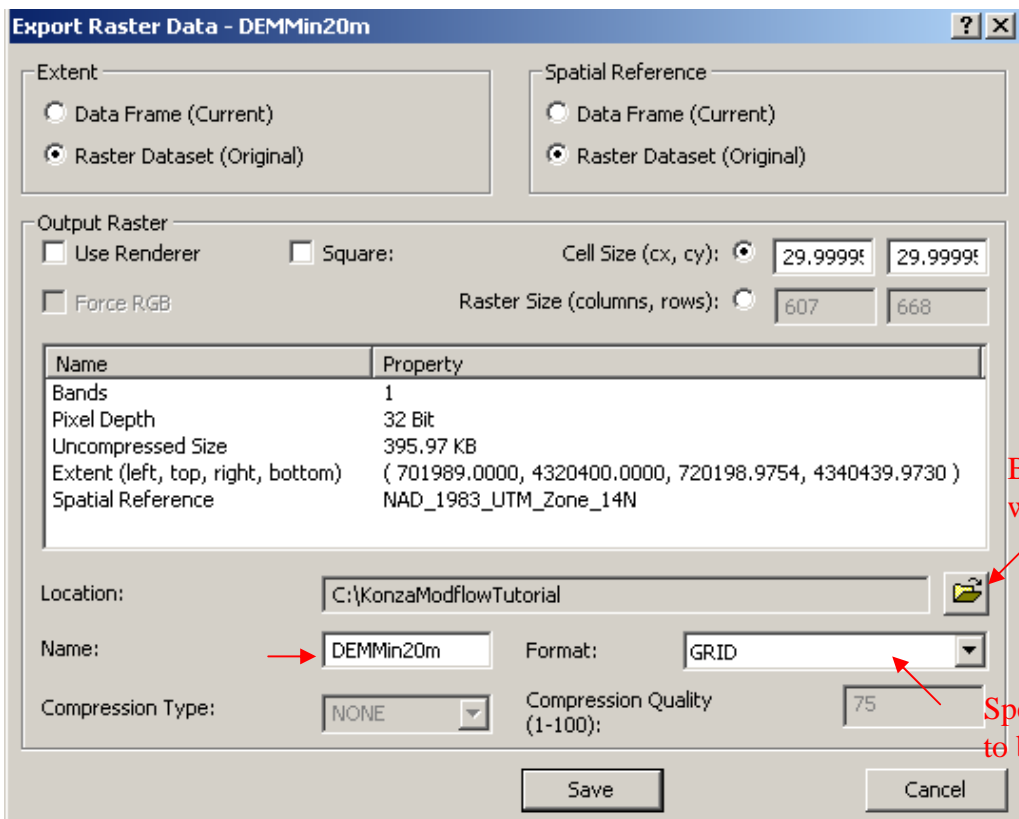 Export Raster Data - DEMMin20m
Extent
Data Frame (Current)
Raster Dataset (Original)
Spatial Reference
Data Frame (Current)
Raster Dataset (Original)
Output Raster
Use Renderer
Square:
Cell Size (cx, cy):
29.9999
29.9999
Force RGB
Raster Size (columns, rows):
607
668
Name Property
Bands 1
Pixel Depth 32 Bit
Uncompressed Size 395.97 KB
Extent (left, top, right, bottom) ( 701989.0000, 4320400.0000, 720198.9754, 4340439.9730 )
Spatial Reference NAD_1983_UTM_Zone_14N
Location: C:\KonzaModflowTutorial
Name: DEMMin20m
Format: GRID
to
Compression Type: NONE
Compression Quality
(1-100):
75
Save
Cancel